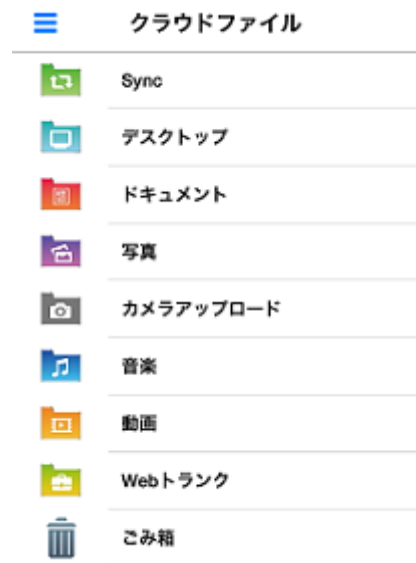 クラウドファイル
Sync
デスクトップ
ドキュメント
写真
カメラアップロード
音楽
動画
Webトランク
ごみ箱